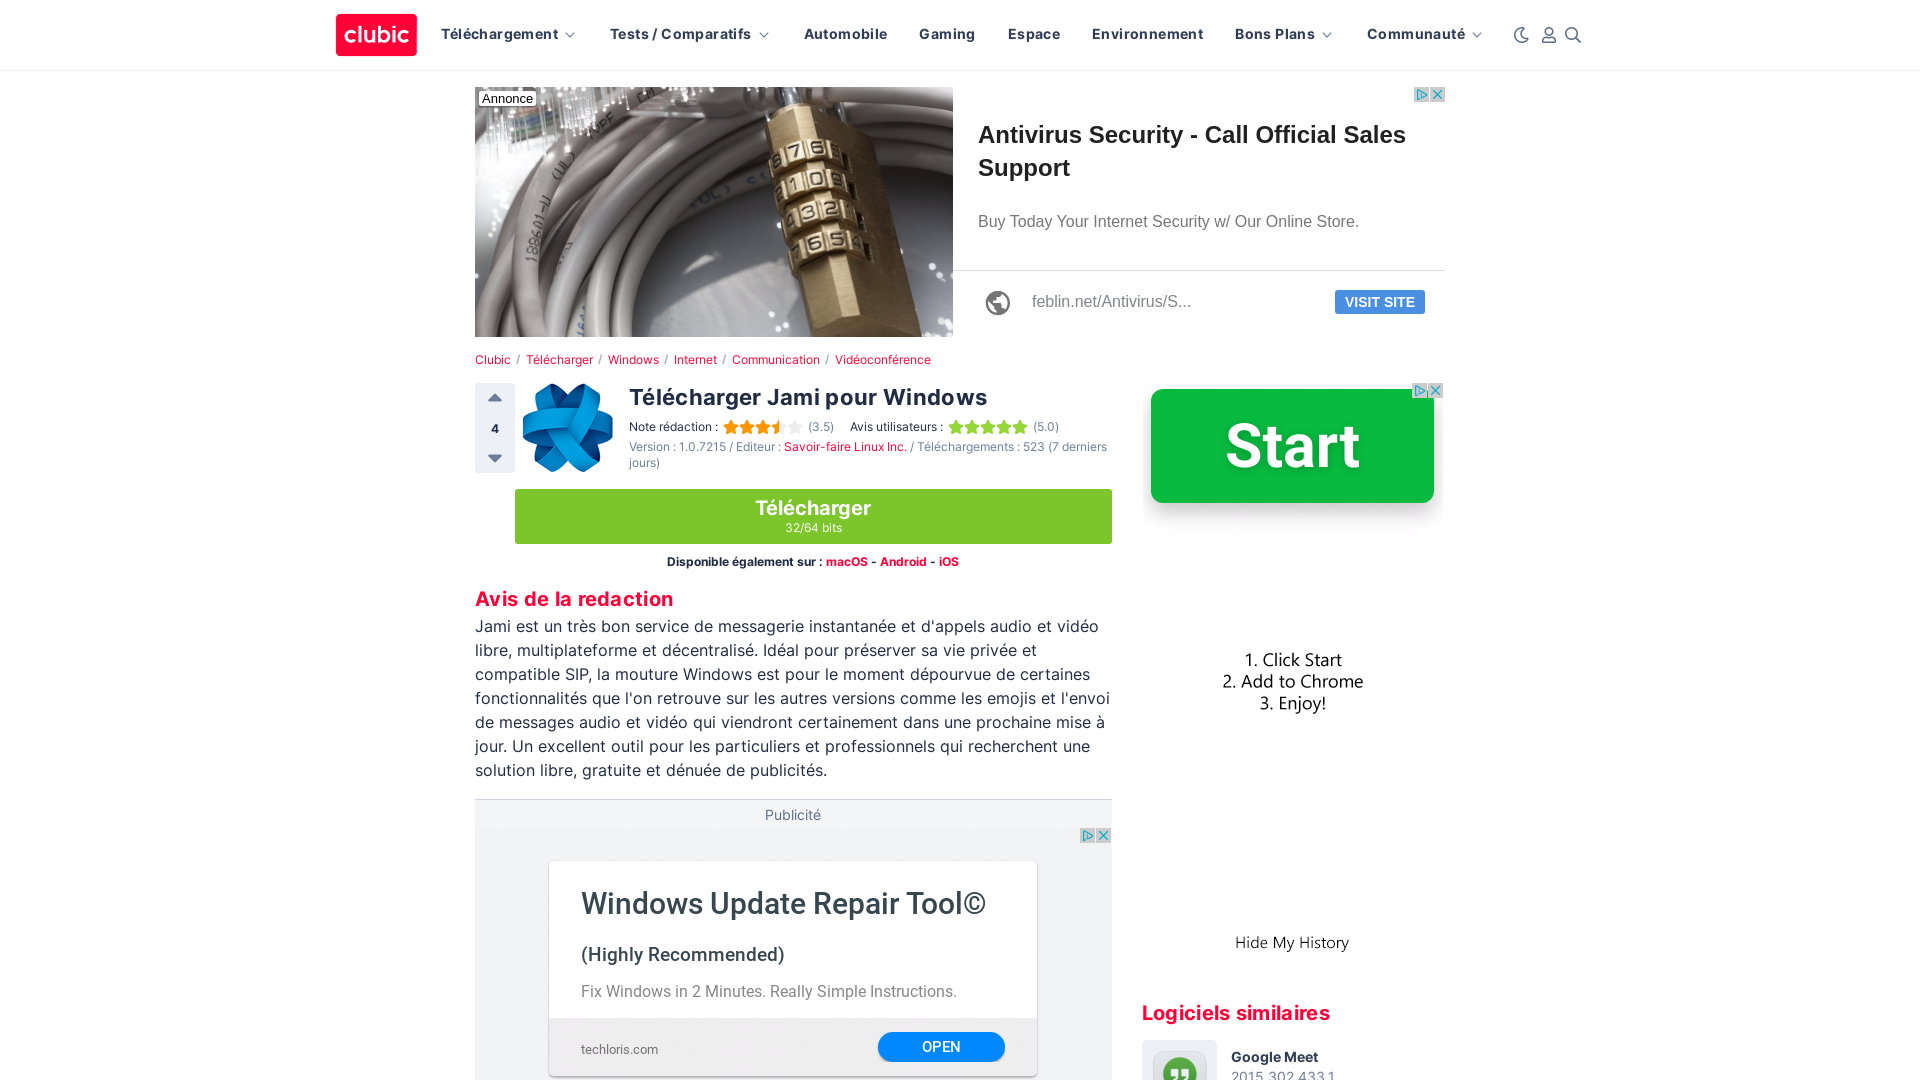 clubic
Téléchargement
Tests / Comparatifs
Automobile
Gaming
Espace
Environnement
Bons Plans
Communauté
Annonce
Antivirus Security - Call Official Sales
Support
Buy Today Your Internet Security w/ Our Online Store.
feblin.net/Antivirus/S...
VISIT SITE
Clubic / Télécharger / Windows / Internet / Communication / Vidéoconférence
4
Télécharger Jami pour Windows
Note rédaction : (3.5) Avis utilisateurs : (5.0)
Version : 1.0.7215 / Editeur : Savoir-faire Linux Inc. / Téléchargements : 523 (7 derniers
jours)
Télécharger
32/64 bits
Disponible également sur : macOS - Android - iOS
Avis de la redaction
Jami est un très bon service de messagerie instantanée et d'appels audio et vidéo
libre, multiplateforme et décentralisé. Idéal pour préserver sa vie privée et
compatible SIP, la mouture Windows est pour le moment dépourvue de certaines
fonctionnalités que l'on retrouve sur les autres versions comme les emojis et l'envoi
de messages audio et vidéo qui viendront certainement dans une prochaine mise à
jour. Un excellent outil pour les particuliers et professionnels qui recherchent une
solution libre, gratuite et dénuée de publicités.
Publicité
Windows Update Repair Tool©
(Highly Recommended)
Fix Windows in 2 Minutes. Really Simple Instructions.
techloris.com
OPEN
Start
1. Click Start
2. Add to Chrome
3. Enjoy!
Hide My History
Logiciels similaires
Google Meet
2015.302.433.1